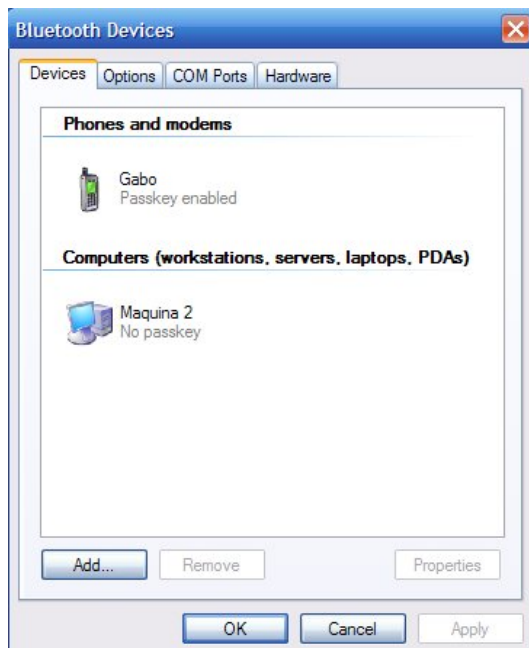 Bluetooth Devices
Devices Options COM Ports Hardware
Phones and modems
Gabo
Passkey enabled
Computers (workstations, servers, laptops, PDAs)
Maquina 2
No passkey
Add... Remove Properties
OK Cancel Apply